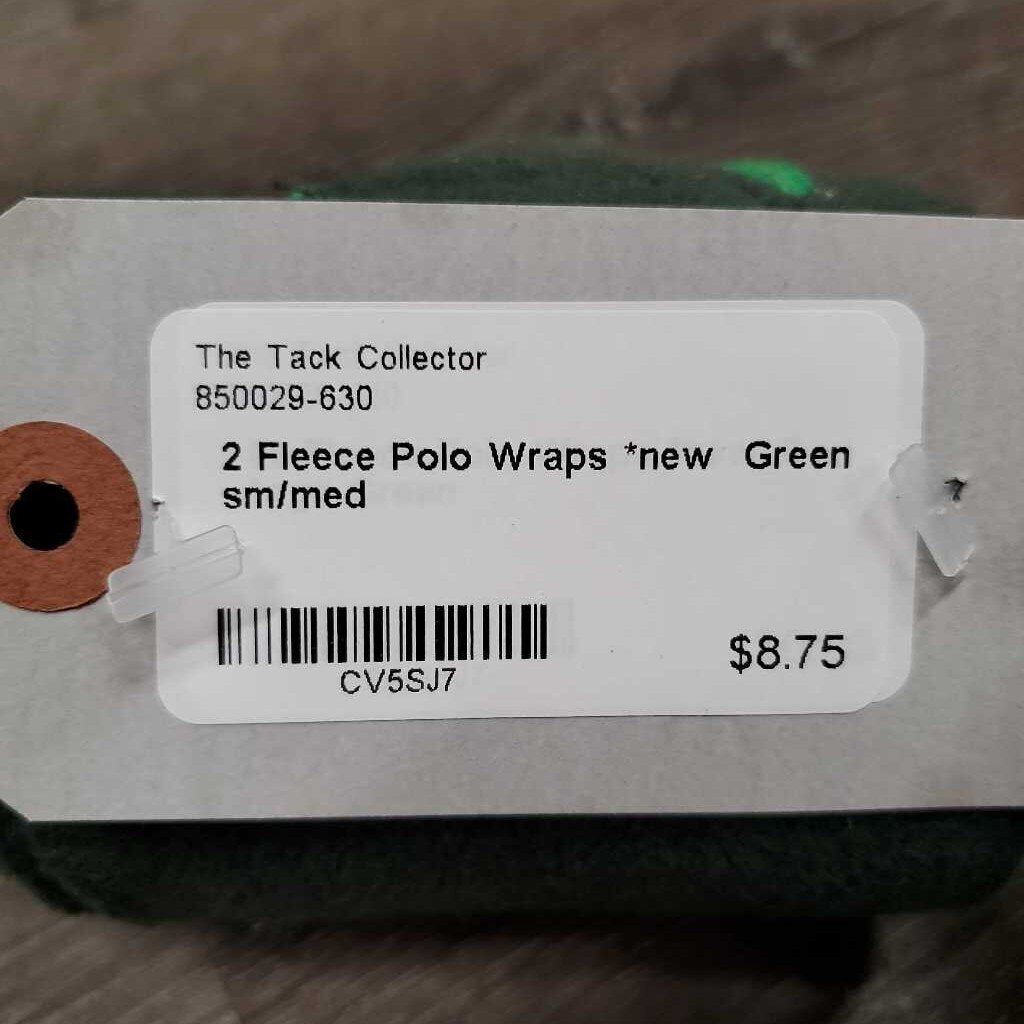 The Tack Collector
850029-630
2 Fleece Polo Wraps *new Green
sm/med
CV5SJ7
$8.75